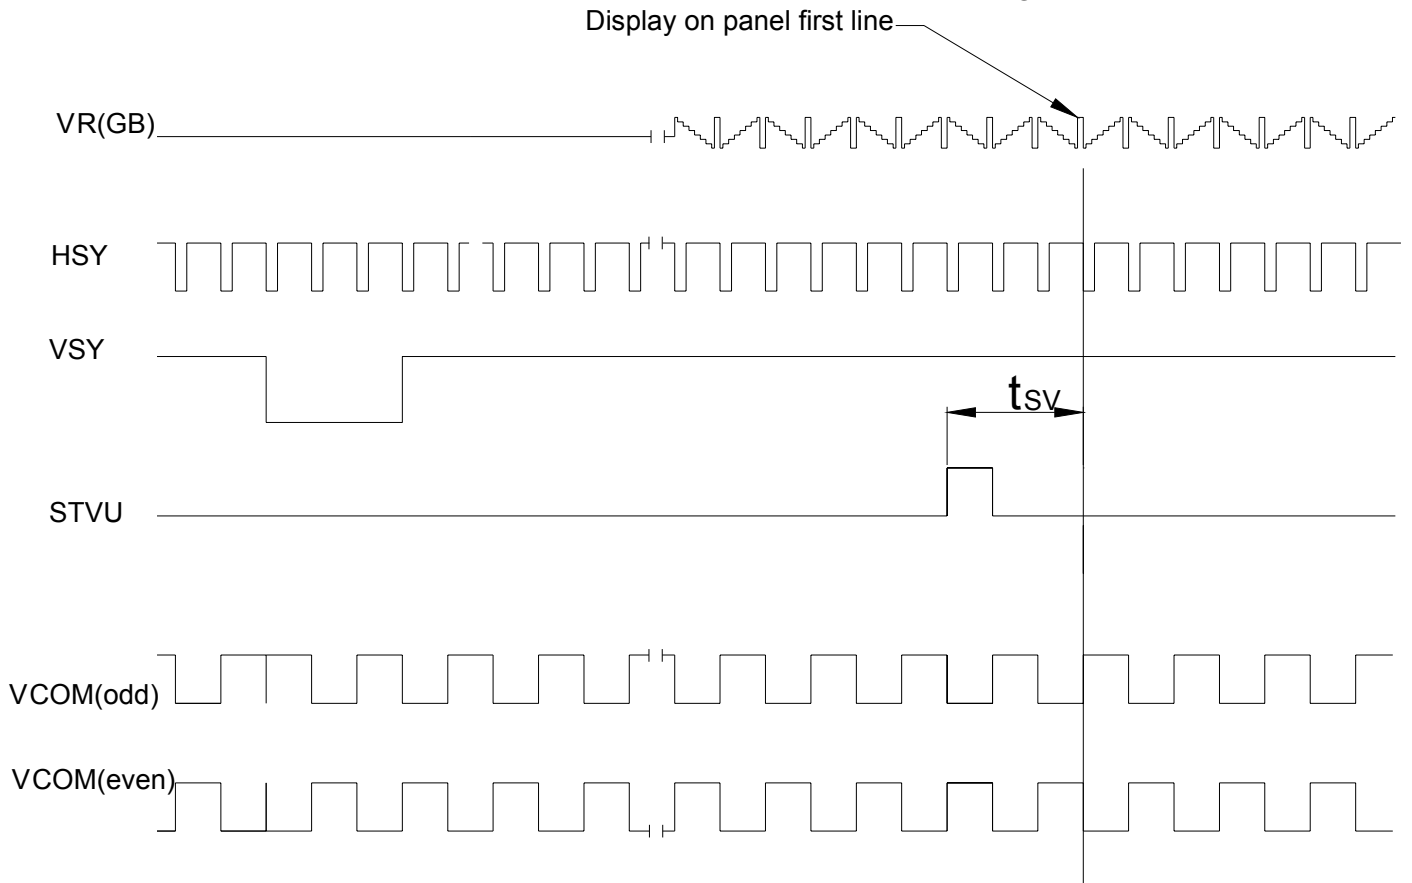 Display on panel first line
VR(GB)
HSY
VSY
tSV
STVU
VCOM(odd)
VCOM(even)